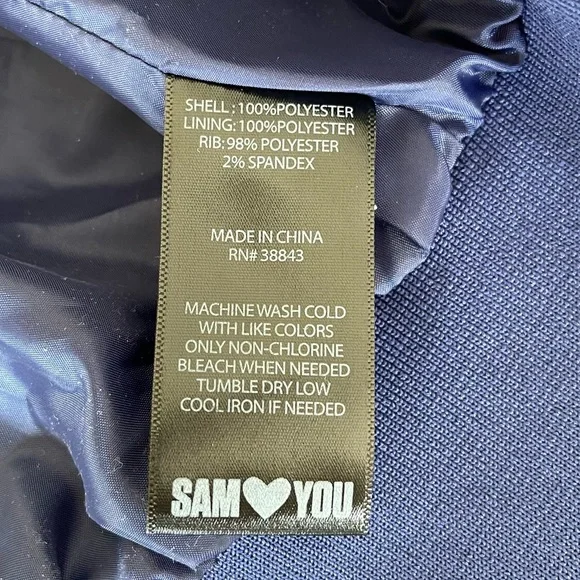 SHELL : 100%POLYESTER
LINING: 100%POLYESTER
RIB: 98% POLYESTER
2% SPANDEX
MADE IN CHINA
RN# 38843
MACHINE WASH COLD
WITH LIKE COLORS
ONLY NON-CHLORINE
BLEACH WHEN NEEDED
TUMBLE DRY LOW
COOL IRON IF NEEDED
SAM♥YOU